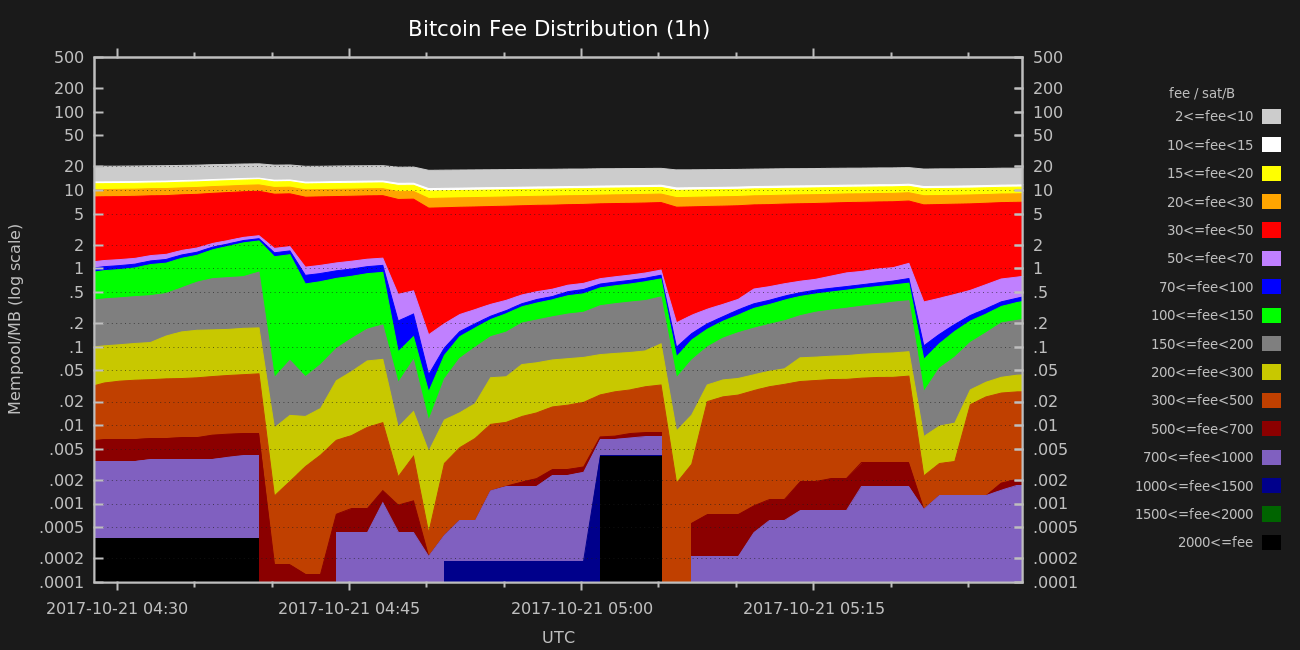 Bitcoin Fee Distribution (1h)
500 500
200 200
100 100
50 50
20 20
10 10
5 5
2 2
1 1
.5 .5
.2 .2
.1 .1
.05 .05
.02 .02
.01 .01
.005 .005
.002 .002
.001 .001
.0005 .0005
.0002 .0002
.0001 .0001
Mempool/MB (log scale)
2017-10-21 04:30 2017-10-21 04:45 2017-10-21 05:00 2017-10-21 05:15
UTC
fee / sat/B
2<=fee<10
10<=fee<15
15<=fee<20
20<=fee<30
30<=fee<50
50<=fee<70
70<=fee<100
100<=fee<150
150<=fee<200
200<=fee<300
300<=fee<500
500<=fee<700
700<=fee<1000
1000<=fee<1500
1500<=fee<2000
2000<=fee